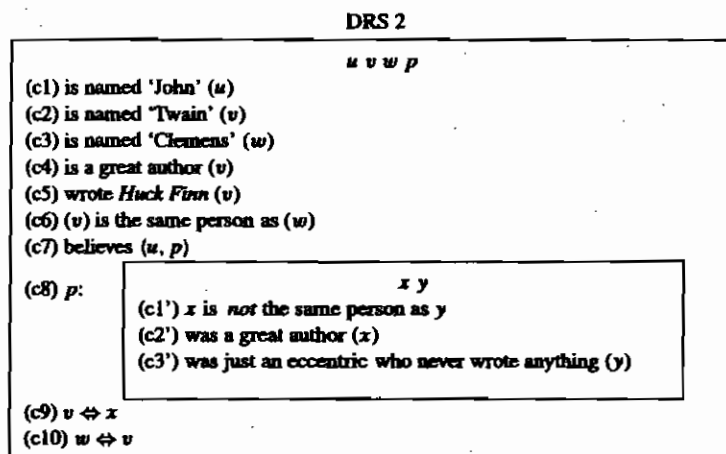 DRS 2
u v w p
(c1) is named 'John' (u)
(c2) is named 'Twain' (v)
(c3) is named 'Clemens' (w)
(c4) is a great author (v)
(c5) wrote Huck Finn (v)
(c6) (v) is the same person as (w)
(c7) believes (u, p)
(c8) p:
x y
(c1') x is not the same person as y
(c2') was a great author (x)
(c3') was just an eccentric who never wrote anything (y)
(c9) v ⇔ x
(c10) w ⇔ v